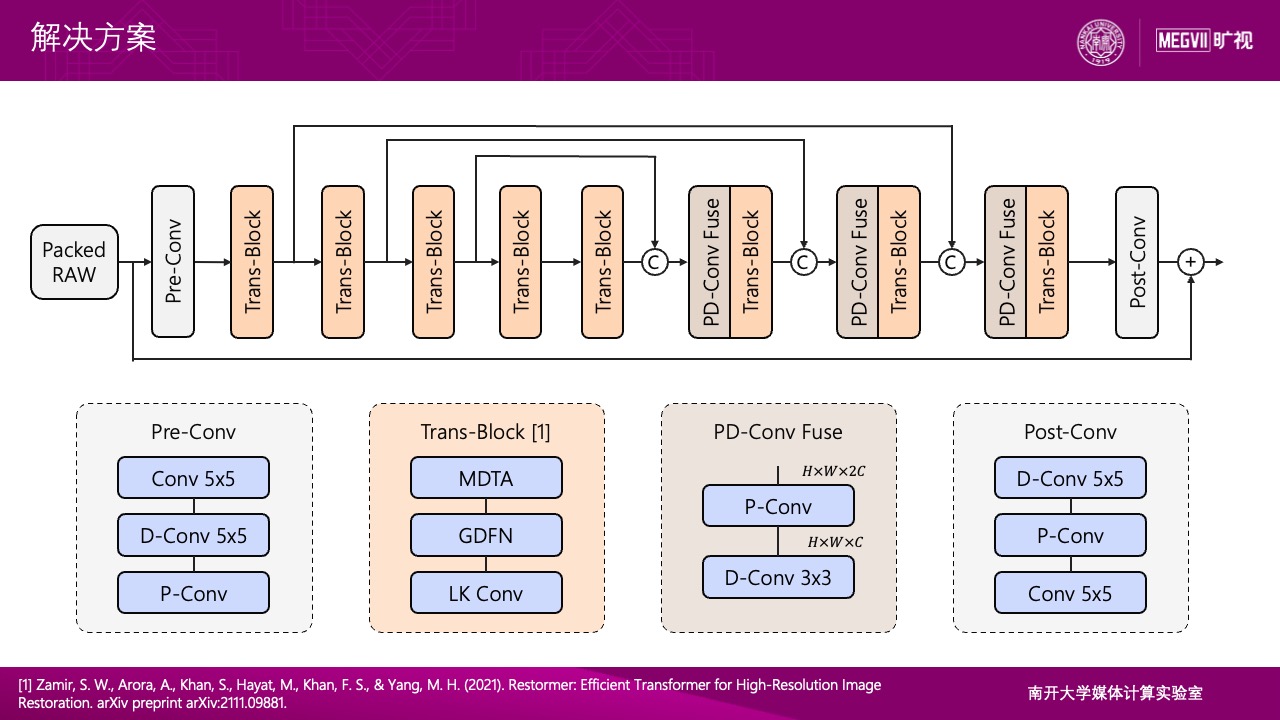 解决方案
MEGVII 旷视
Packed
RAW
Pre-Conv
Trans-Block
Trans-Block
Trans-Block
Trans-Block
Trans-Block
C
PD-Conv Fuse
Trans-Block
C
PD-Conv Fuse
Trans-Block
C
PD-Conv Fuse
Trans-Block
Post-Conv
+
Pre-Conv
Conv 5x5
D-Conv 5x5
P-Conv
Trans-Block [1]
MDTA
GDFN
LK Conv
PD-Conv Fuse
H×W×2C
P-Conv
H×W×C
D-Conv 3x3
Post-Conv
D-Conv 5x5
P-Conv
Conv 5x5
[1] Zamir, S. W., Arora, A., Khan, S., Hayat, M., Khan, F. S., & Yang, M. H. (2021). Restormer: Efficient Transformer for High-Resolution Image
Restoration. arXiv preprint arXiv:2111.09881.
南开大学媒体计算实验室